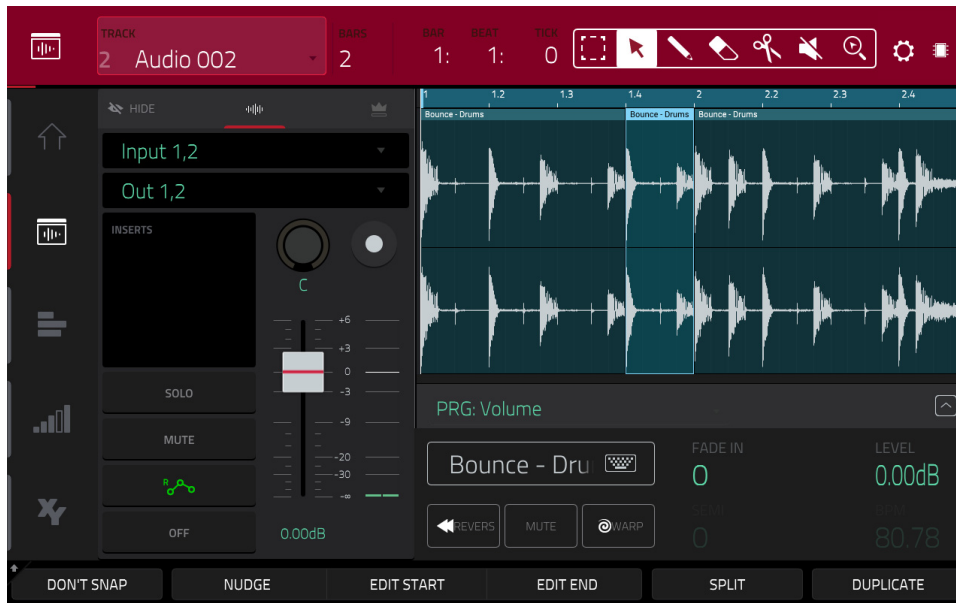 TRACK
2 Audio 002
BARS
2
BAR BEAT TICK
1: 1: 0
HIDE
1 1.2 1.3 1.4 2 2.2 2.3 2.4
Bounce - Drums Bounce - Drums Bounce - Drums
Input 1,2
Out 1,2
INSERTS
C
+6
+3
0
-3
-9
-20
-30
-∞
SOLO
MUTE
R
OFF
0.00dB
PRG: Volume
Bounce - Dru
FADE IN
0
LEVEL
0.00dB
REVERS
MUTE
WARP
SEMI
0
RPM
80.78
XY
DON'T SNAP NUDGE EDIT START EDIT END SPLIT DUPLICATE